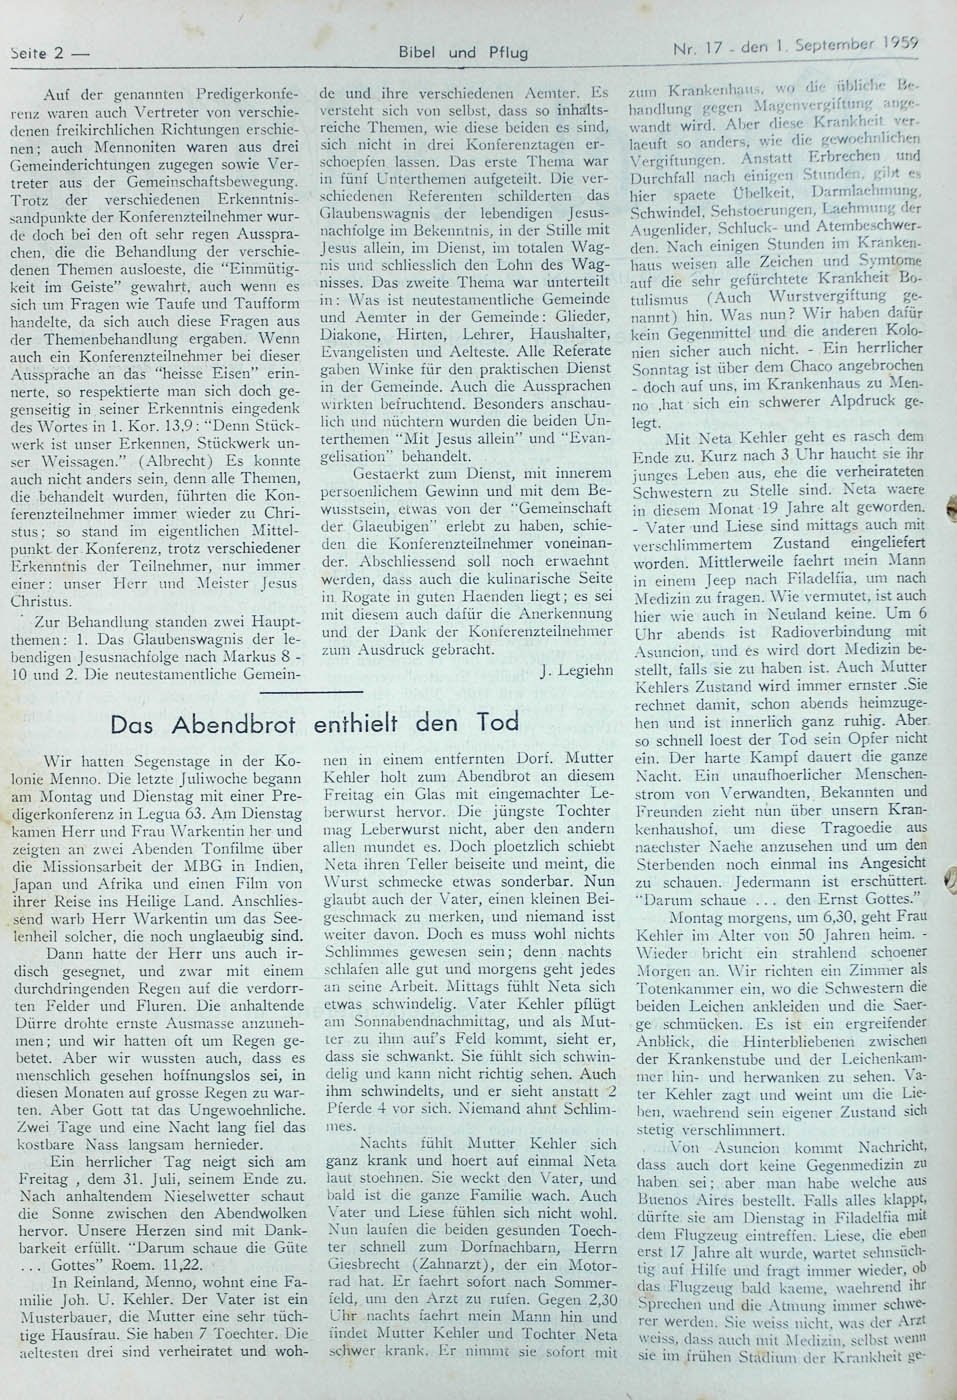 Seite 2 —
Bibel und Pflug
Nr. 17 - den 1. September 1959
Auf der genannten Predigerkonfe-
renz waren auch Vertreter von verschie-
denen freikirchlichen Richtungen erschie-
nen; auch Mennoniten waren aus drei
Gemeinderichtungen zugegen sowie Ver-
treter aus der Gemeinschaftsbewegung.
Trotz der verschiedenen Erkenntnis-
sandpunkte der Konferenzteilnehmer wur-
de doch bei den oft sehr regen Ausspra-
chen, die die Behandlung der verschie-
denen Themen ausloeste, die "Einmütig-
keit im Geiste" gewahrt, auch wenn es
sich um Fragen wie Taufe und Taufform
handelte, da sich auch diese Fragen aus
der Themenbehandlung ergaben. Wenn
auch ein Konferenzteilnehmer bei dieser
Aussprache an das "heisse Eisen" erin-
nerte, so respektierte man sich doch ge-
genseitig in seiner Erkenntnis eingedenk
des Wortes in 1. Kor. 13,9: "Denn Stück-
werk ist unser Erkennen, Stückwerk un-
ser Weissagen." (Albrecht) Es konnte
auch nicht anders sein, denn alle Themen,
die behandelt wurden, führten die Kon-
ferenzteilnehmer immer wieder zu Chri-
stus; so stand im eigentlichen Mittel-
punkt der Konferenz, trotz verschiedener
Erkenntnis der Teilnehmer, nur immer
einer: unser Herr und Meister Jesus
Christus.
Zur Behandlung standen zwei Haupt-
themen: 1. Das Glaubenswagnis der le-
bendigen Jesusnachfolge nach Markus 8 -
10 und 2. Die neutestamentliche Gemein-
de und ihre verschiedenen Aemter. Es
versteht sich von selbst, dass so inhalts-
reiche Themen, wie diese beiden es sind,
sich nicht in drei Konferenztagen er-
schoepfen lassen. Das erste Thema war
in fünf Unterthemen aufgeteilt. Die ver-
schiedenen Referenten schilderten das
Glaubenswagnis der lebendigen Jesus-
nachfolge im Bekenntnis, in der Stille mit
Jesus allein, im Dienst, im totalen Wag-
nis und schliesslich den Lohn des Wag-
nisses. Das zweite Thema war unterteilt
in: Was ist neutestamentliche Gemeinde
und Aemter in der Gemeinde: Glieder,
Diakone, Hirten, Lehrer, Haushalter,
Evangelisten und Aelteste. Alle Referate
gaben Winke für den praktischen Dienst
in der Gemeinde. Auch die Aussprachen
wirkten befruchtend. Besonders anschau-
lich und nüchtern wurden die beiden Un-
terthemen "Mit Jesus allein" und "Evan-
gelisation" behandelt.
Gestaerkt zum Dienst, mit innerem
persoenlichem Gewinn und mit dem Be-
wusstsein, etwas von der "Gemeinschaft
der Glaeubigen" erlebt zu haben, schie-
den die Konferenzteilnehmer voneinan-
der. Abschliessend soll noch erwaehnt
werden, dass auch die kulinarische Seite
in Rogate in guten Haenden liegt; es sei
mit diesem auch dafür die Anerkennung
und der Dank der Konferenzteilnehmer
zum Ausdruck gebracht.
J. Legiehn
Das Abendbrot enthielt den Tod
Wir hatten Segenstage in der Ko-
lonie Menno. Die letzte Juliwoche begann
am Montag und Dienstag mit einer Pre-
digerkonferenz in Legua 63. Am Dienstag
kamen Herr und Frau Warkentin her und
zeigten an zwei Abenden Tonfilme über
die Missionsarbeit der MBG in Indien,
Japan und Afrika und einen Film von
ihrer Reise ins Heilige Land. Anschlies-
send warb Herr Warkentin um das See-
lenheil solcher, die noch unglaeubig sind.
Dann hatte der Herr uns auch ir-
disch gesegnet, und zwar mit einem
durchdringenden Regen auf die verdorr-
ten Felder und Fluren. Die anhaltende
Dürre drohte ernste Ausmasse anzuneh-
men; und wir hatten oft um Regen ge-
betet. Aber wir wussten auch, dass es
menschlich gesehen hoffnungslos sei, in
diesen Monaten auf grosse Regen zu war-
ten. Aber Gott tat das Ungewoehnliche.
Zwei Tage und eine Nacht lang fiel das
kostbare Nass langsam hernieder.
Ein herrlicher Tag neigt sich am
Freitag , dem 31. Juli, seinem Ende zu.
Nach anhaltendem Nieselwetter schaut
die Sonne zwischen den Abendwolken
hervor. Unsere Herzen sind mit Dank-
barkeit erfüllt. "Darum schaue die Güte
... Gottes" Roem. 11,22.
In Reinland, Menno, wohnt eine Fa-
milie Joh. U. Kehler. Der Vater ist ein
Musterbauer, die Mutter eine sehr tüch-
tige Hausfrau. Sie haben 7 Toechter. Die
aeltesten drei sind verheiratet und woh-
nen in einem entfernten Dorf. Mutter
Kehler holt zum Abendbrot an diesem
Freitag ein Glas mit eingemachter Le-
berwurst hervor. Die jüngste Tochter
mag Leberwurst nicht, aber den andern
allen mundet es. Doch ploetzlich schiebt
Neta ihren Teller beiseite und meint, die
Wurst schmecke etwas sonderbar. Nun
glaubt auch der Vater, einen kleinen Bei-
geschmack zu merken, und niemand isst
weiter davon. Doch es muss wohl nichts
Schlimmes gewesen sein; denn nachts
schlafen alle gut und morgens geht jedes
an seine Arbeit. Mittags fühlt Neta sich
etwas schwindelig. Vater Kehler pflügt
am Sonnabendnachmittag, und als Mut-
ter zu ihm auf's Feld kommt, sieht er,
dass sie schwankt. Sie fühlt sich schwin-
delig und kann nicht richtig sehen. Auch
ihm schwindelts, und er sieht anstatt 2
Pferde 4 vor sich. Niemand ahnt Schlim-
mes.
Nachts fühlt Mutter Kehler sich
ganz krank und hoert auf einmal Neta
laut stoehnen. Sie weckt den Vater, und
bald ist die ganze Familie wach. Auch
Vater und Liese fühlen sich nicht wohl.
Nun laufen die beiden gesunden Toech-
ter schnell zum Dorfnachbarn, Herrn
Giesbrecht (Zahnarzt), der ein Motor-
rad hat. Er faehrt sofort nach Sommer-
feld, um den Arzt zu rufen. Gegen 2,30
Uhr nachts faehrt mein Mann hin und
findet Mutter Kehler und Tochter Neta
schwer krank. Er nimmt sie sofort mit
zum Krankenhaus, wo die übliche Be-
handlung gegen Magenvergiftung ange-
wandt wird. Aber diese Krankheit ver-
laeuft so anders, wie die gewoehnlichen
Vergiftungen. Anstatt Erbrechen und
Durchfall nach einigen Stunden, gibt es
hier spaete Übelkeit, Darmlaehmung,
Schwindel, Sehstoerungen, Laehmung der
Augenlider, Schluck- und Atembeschwer-
den. Nach einigen Stunden im Kranken-
haus weisen alle Zeichen und Symtome
auf die sehr gefürchtete Krankheit Bo-
tulismus (Auch Wurstvergiftung ge-
nannt) hin. Was nun? Wir haben dafür
kein Gegenmittel und die anderen Kolo-
nien sicher auch nicht. - Ein herrlicher
Sonntag ist über dem Chaco angebrochen
- doch auf uns, im Krankenhaus zu Men-
no ,hat sich ein schwerer Alpdruck ge-
legt.
Mit Neta Kehler geht es rasch dem
Ende zu. Kurz nach 3 Uhr haucht sie ihr
junges Leben aus, ehe die verheirateten
Schwestern zu Stelle sind. Neta waere
in diesem Monat 19 Jahre alt geworden.
- Vater und Liese sind mittags auch mit
verschlimmertem Zustand eingeliefert
worden. Mittlerweile faehrt mein Mann
in einem Jeep nach Filadelfia, um nach
Medizin zu fragen. Wie vermutet, ist auch
hier wie auch in Neuland keine. Um 6
Uhr abends ist Radioverbindung mit
Asuncion, und es wird dort Medizin be-
stellt, falls sie zu haben ist. Auch Mutter
Kehlers Zustand wird immer ernster .Sie
rechnet damit, schon abends heimzuge-
hen und ist innerlich ganz ruhig. Aber
so schnell loest der Tod sein Opfer nicht
ein. Der harte Kampf dauert die ganze
Nacht. Ein unaufhoerlicher Menschen-
strom von Verwandten, Bekannten und
Freunden zieht nun über unsern Kran-
kenhaushof, um diese Tragoedie aus
naechster Naehe anzusehen und um den
Sterbenden noch einmal ins Angesicht
zu schauen. Jedermann ist erschüttert.
"Darum schaue ... den Ernst Gottes."
Montag morgens, um 6,30, geht Frau
Kehler im Alter von 50 Jahren heim. -
Wieder bricht ein strahlend schoener
Morgen an. Wir richten ein Zimmer als
Totenkammer ein, wo die Schwestern die
beiden Leichen ankleiden und die Saer-
ge schmücken. Es ist ein ergreifender
Anblick, die Hinterbliebenen zwischen
der Krankenstube und der Leichenkam-
mer hin- und herwanken zu sehen. Va-
ter Kehler zagt und weint um die Lie-
ben, waehrend sein eigener Zustand sich
stetig verschlimmert.
Von Asuncion kommt Nachricht,
dass auch dort keine Gegenmedizin zu
haben sei; aber man habe welche aus
Buenos Aires bestellt. Falls alles klappt,
dürfte sie am Dienstag in Filadelfia mit
dem Flugzeug eintreffen. Liese, die eben
erst 17 Jahre alt wurde, wartet sehnsüch-
tig auf Hilfe und fragt immer wieder, ob
das Flugzeug bald kaeme, waehrend ihr
Sprechen und die Atmung immer schwe-
rer werden. Sie weiss nicht, was der Arzt
weiss, dass auch mit Medizin, selbst wenn
sie im frühen Stadium der Krankheit ge-